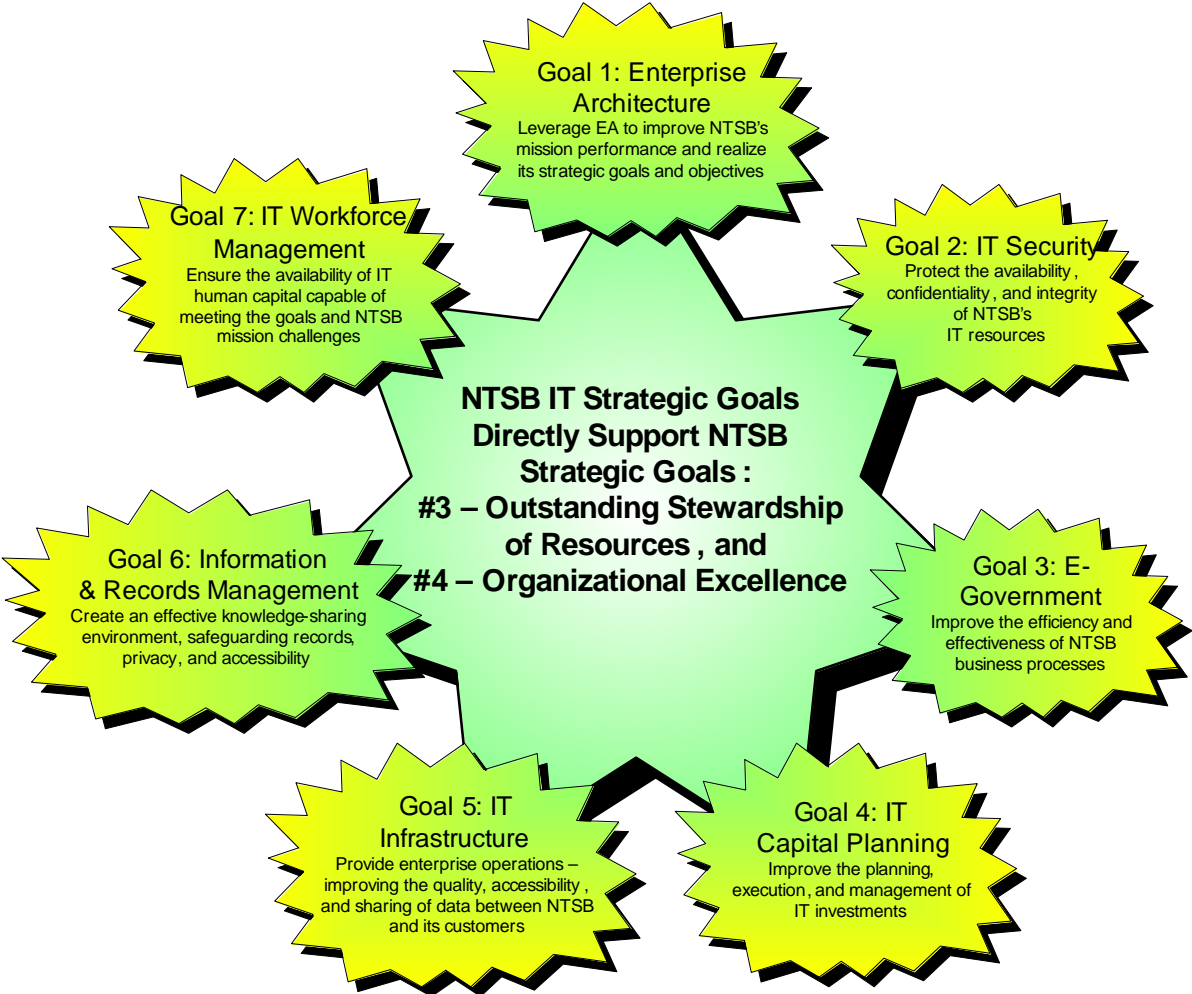 Goal 1: Enterprise
Architecture
Leverage EA to improve NTSB's
mission performance and realize
its strategic goals and objectives
Goal 2: IT Security
Protect the availability,
confidentiality, and integrity
of NTSB's
IT resources
Goal 3: E-
Government
Improve the efficiency and
effectiveness of NTSB
business processes
Goal 4: IT
Capital Planning
Improve the planning,
execution, and management of
IT investments
Goal 5: IT
Infrastructure
Provide enterprise operations –
improving the quality, accessibility,
and sharing of data between NTSB
and its customers
Goal 6: Information
& Records Management
Create an effective knowledge-sharing
environment, safeguarding records,
privacy, and accessibility
Goal 7: IT Workforce
Management
Ensure the availability of IT
human capital capable of
meeting the goals and NTSB
mission challenges
NTSB IT Strategic Goals
Directly Support NTSB
Strategic Goals:
#3 – Outstanding Stewardship
of Resources, and
#4 – Organizational Excellence